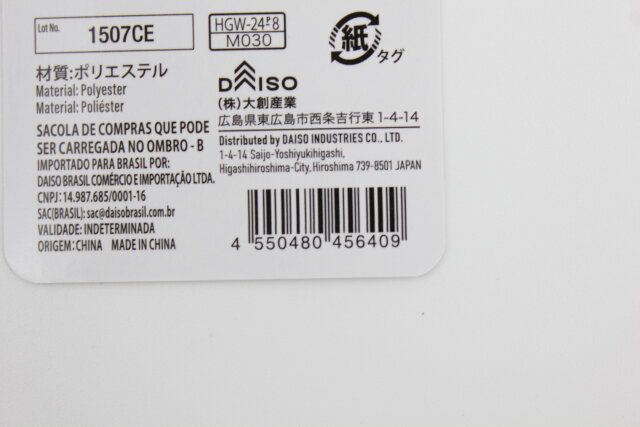 Lot No.
1507CE
HGW-24-P8
M030
紙
タグ
材質:ポリエステル
Material: Polyester
Material: Poliéster
SACOLA DE COMPRAS QUE PODE
SER CARREGADA NO OMBRO - B
IMPORTADO PARA BRASIL POR:
DAISO BRASIL COMÉRCIO E IMPORTAÇÃO LTDA.
CNPJ: 14.987.685/0001-16
SAC(BRASIL): sac@daisobrasil.com.br
VALIDADE: INDETERMINADA
ORIGEM: CHINA MADE IN CHINA
DAISO
(株)大創産業
広島県東広島市西条吉行東1-4-14
Distributed by DAISO INDUSTRIES CO., LTD.
1-4-14 Saijo-Yoshiyukihigashi,
Higashihiroshima-City, Hiroshima 739-8501 JAPAN
4 550480 456409